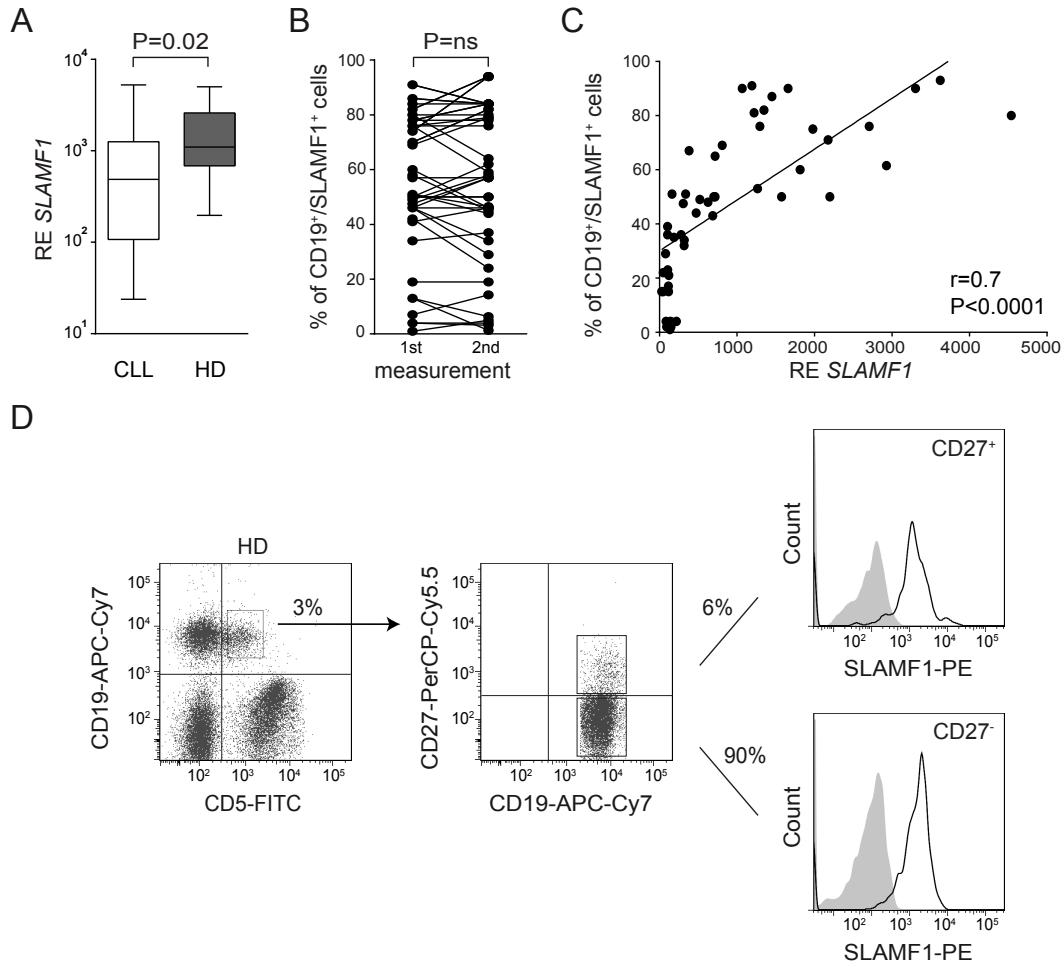 A
P=0.02
RE SLAMF1
10⁴
10³
10²
10¹
CLL HD
B
P=ns
% of CD19⁺/SLAMF1⁺ cells
100
80
60
40
20
0
1st 2nd
measurement
C
% of CD19⁺/SLAMF1⁺ cells
100
80
60
40
20
0
r=0.7
P<0.0001
0 1000 2000 3000 4000 5000
RE SLAMF1
D
HD
CD19-APC-Cy7
10⁵
10⁴
10³
10²
10² 10³ 10⁴ 10⁵
CD5-FITC
3%
CD27-PerCP-Cy5.5
10⁵
10⁴
10³
10²
10² 10³ 10⁴ 10⁵
CD19-APC-Cy7
6%
90%
CD27⁺
Count
10² 10³ 10⁴ 10⁵
SLAMF1-PE
CD27⁻
Count
10² 10³ 10⁴ 10⁵
SLAMF1-PE